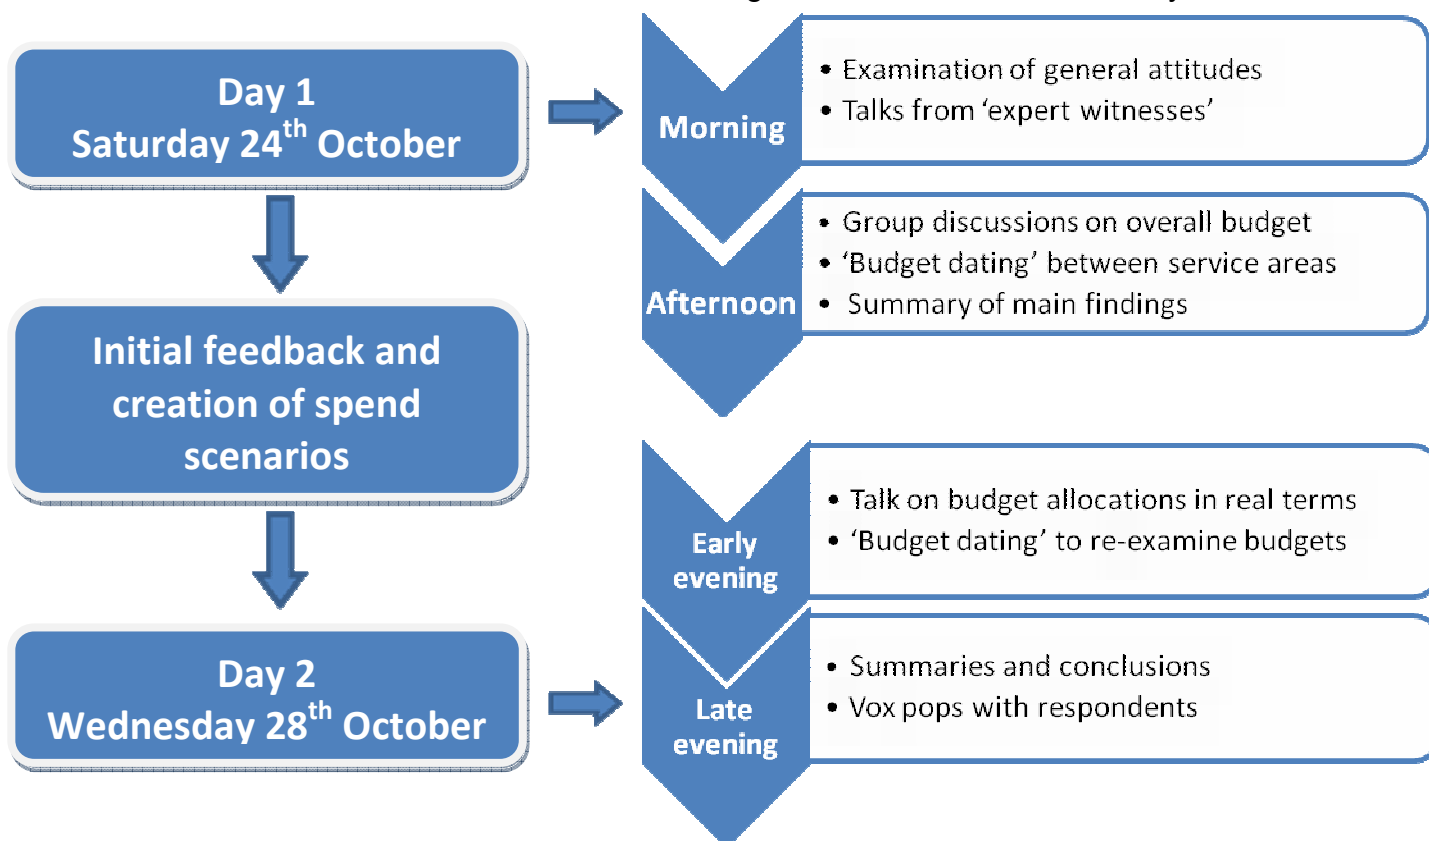 Day 1
Saturday 24th October
Morning
• Examination of general attitudes
• Talks from ‘expert witnesses’
Afternoon
• Group discussions on overall budget
• ‘Budget dating’ between service areas
• Summary of main findings
Initial feedback and
creation of spend
scenarios
Day 2
Wednesday 28th October
Early
evening
• Talk on budget allocations in real terms
• ‘Budget dating’ to re-examine budgets
Late
evening
• Summaries and conclusions
• Vox pops with respondents